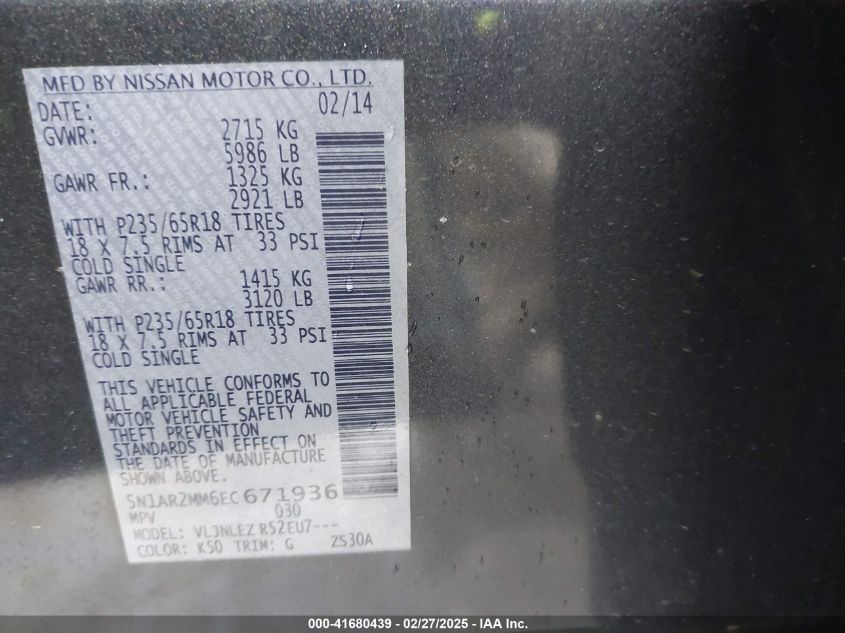 MFD BY NISSAN MOTOR CO., LTD.
DATE: 02/14
GVWR: 2715 KG
5986 LB
GAWR FR.: 1325 KG
2921 LB
WITH P235/65R18 TIRES
18 X 7.5 RIMS AT 33 PSI
COLD SINGLE
GAWR RR.: 1415 KG
3120 LB
WITH P235/65R18 TIRES
18 X 7.5 RIMS AT 33 PSI
COLD SINGLE
THIS VEHICLE CONFORMS TO
ALL APPLICABLE FEDERAL
MOTOR VEHICLE SAFETY AND
THEFT PREVENTION
STANDARDS IN EFFECT ON
THE DATE OF MANUFACTURE
SHOWN ABOVE.
5N1AR2MM6EC671936
MPV 030
MODEL: VLJNLEZ R52EU7---
COLOR: K50 TRIM: G ZS30A
000-41680439 - 02/27/2025 - IAA Inc.